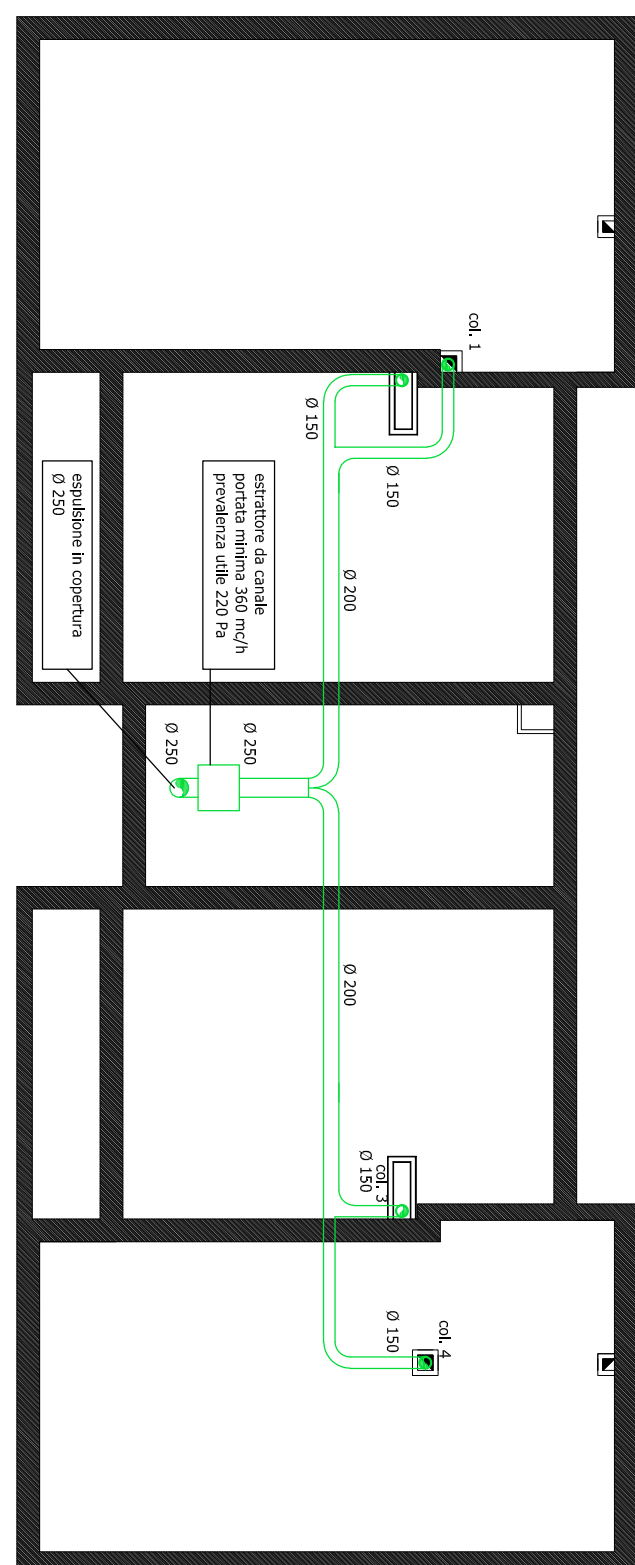 col. 1
Ø 150
Ø 150
estrattore da canale
portata minima 360 mc/h
prevalenza utile 220 Pa
espulsione in copertura
Ø 250
Ø 200
Ø 250
Ø 250
Ø 200
col. 3
Ø 150
col. 4
Ø 150